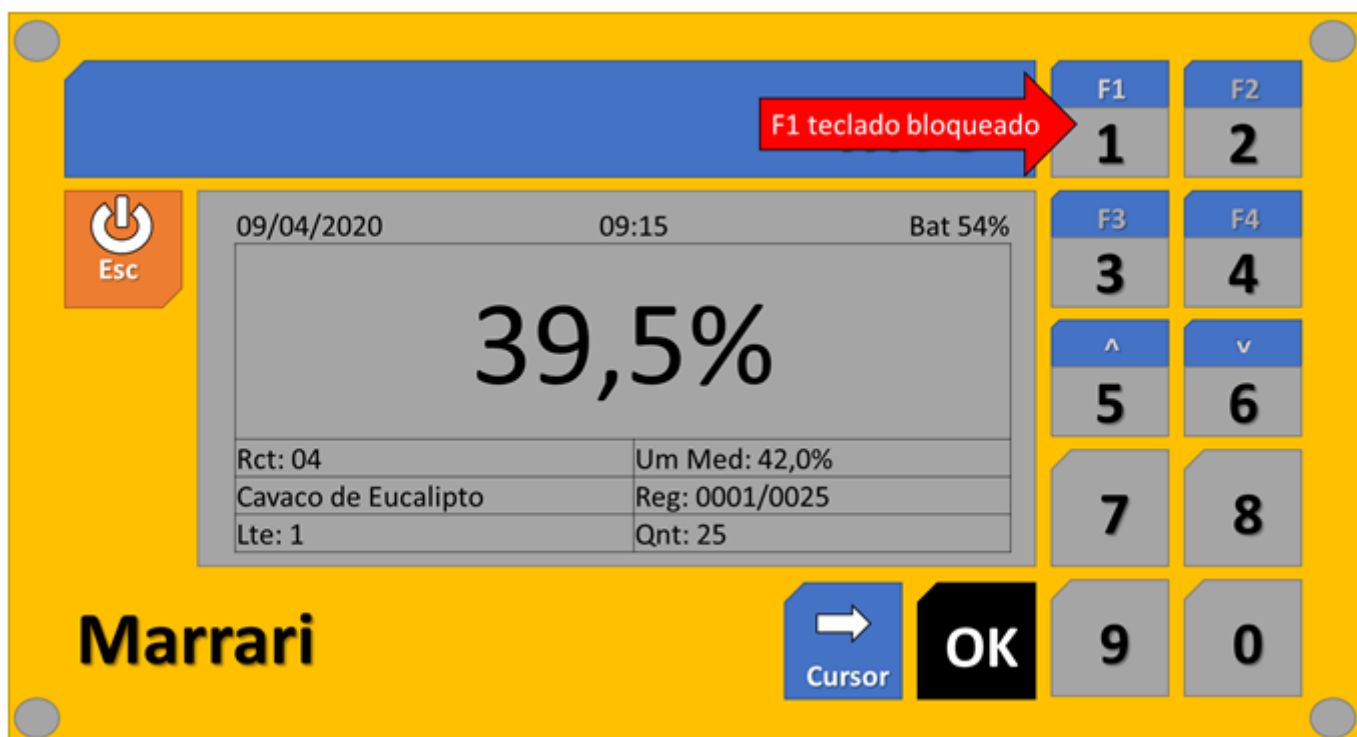 F1 teclado bloqueado
F1
1
F2
2
Esc
09/04/2020 09:15 Bat 54%
39,5%
Rct: 04 Um Med: 42,0%
Cavaco de Eucalipto Reg: 0001/0025
Lte: 1 Qnt: 25
F3
3
F4
4
^
5
v
6
7
8
Marrari
Cursor
OK
9
0